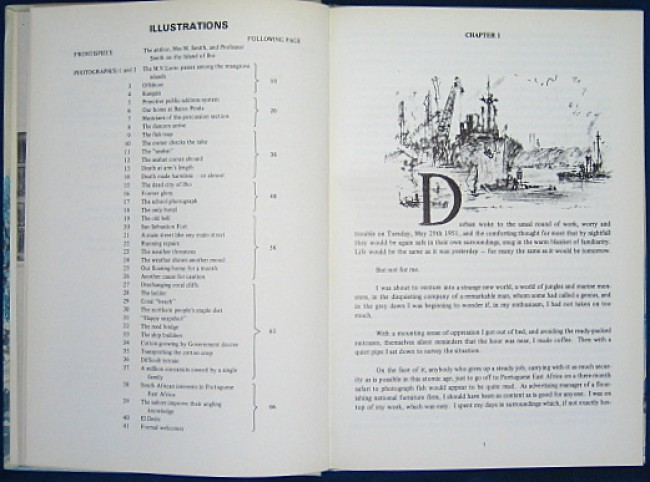 ILLUSTRATIONS
FOLLOWING PAGE
FRONTISPIECE The author, Mrs M. Smith, and Professor
Smith on the Island of Ibo
PHOTOGRAPH(S) 1 and 2 The M.V. passes among the mangrove
islands
3 Offshore
4
5 Primitive public address system
6 Our home at
7 Musicians of the percussion section
8 The dancers arrive
9 The fish trap
10 The owner checks the take
11 The "sealer"
12 The sealer comes aboard
13 Death at arm's length
14 Death made harmless — or almost
15 The dead city of Ibo
16 Former glory
17 The school photograph
18 The only hotel
19 The old bell
20 San Sebastian Fort
21 A main street like any main street
22 Running repairs
23 The weather threatens
24 The weather shows another mood
25 Our floating home for a month
26 Another cause for caution
27 Discharging coral cliffs
28 The ladder
29 Coral "beach"
30 The northern people's staple diet
31 "Happy snapshot"
32 The road bridge
33 The ship builders
34 Cotton-growing by Government decree
35 Transporting the cotton crop
36 Difficult terrain
37 A million coconuts owned by a single
family
38 South African interests in Portuguese
East Africa
39 The sailors improve their angling
knowledge
40 El Dedo
41 Formal welcomes
10
20
36
48
56
62
66
CHAPTER 1
Durban woke to the usual round of work, worry and
trouble on Tuesday, May 29th 1951, and the comforting thought for most that by nightfall
they would be again safe in their own surroundings, snug in the warm blanket of familiarity.
Life would be the same as it was yesterday — for many the same as it would be tomorrow.
But not for me.
I was about to venture into a strange new world, a world of jungles and marine mon-
sters, in the disquieting company of a remarkable man, whom some had called a genius, and
in the grey dawn I was beginning to wonder if, in my enthusiasm, I had not taken on too
much.
With a mounting sense of oppression I got out of bed, and avoiding the ready-packed
suitcases, themselves silent reminders that the hour was near, I made coffee. Then with a
quiet pipe I sat down to survey the situation.
On the face of it, anybody who gives up a steady job, carrying with it as much secur-
ity as is possible in this atomic age, just to go off to Portuguese East Africa on a three-month
safari to photograph fish would appear to be quite mad. As advertising manager of a flour-
ishing national furniture firm, I should have been as content as is good for anyone. I was on
top of my work, which was easy. I spent my days in surroundings which, if not exactly lux-
1